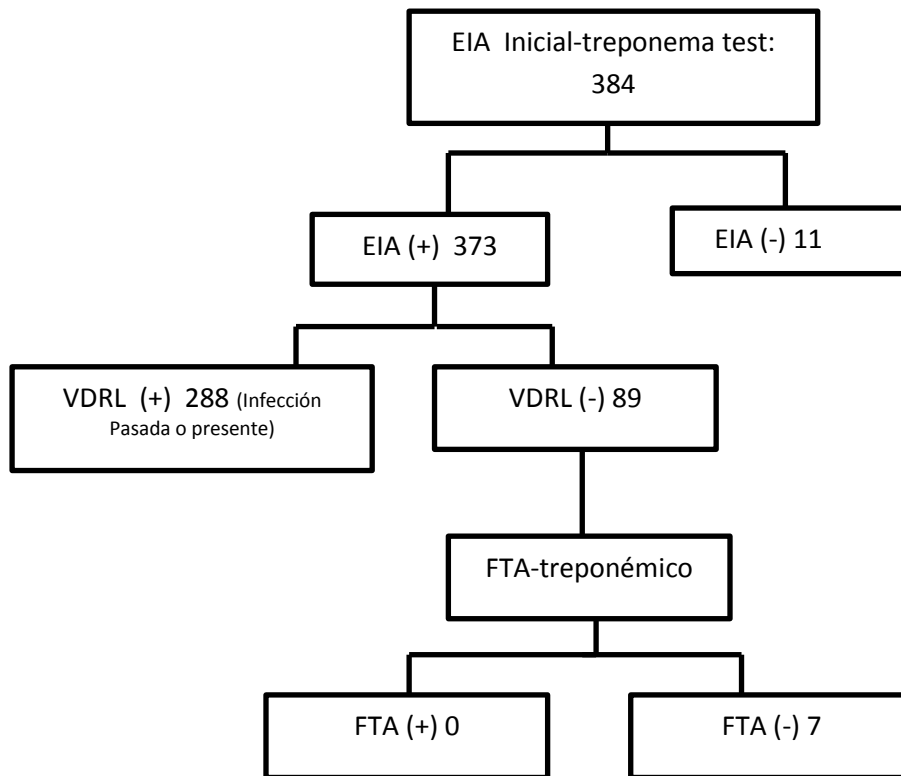 EIA Inicial-treponema test:
384
EIA (+) 373
EIA (-) 11
VDRL (+) 288 (Infección
Pasada o presente)
VDRL (-) 89
FTA-treponémico
FTA (+) 0
FTA (-) 7